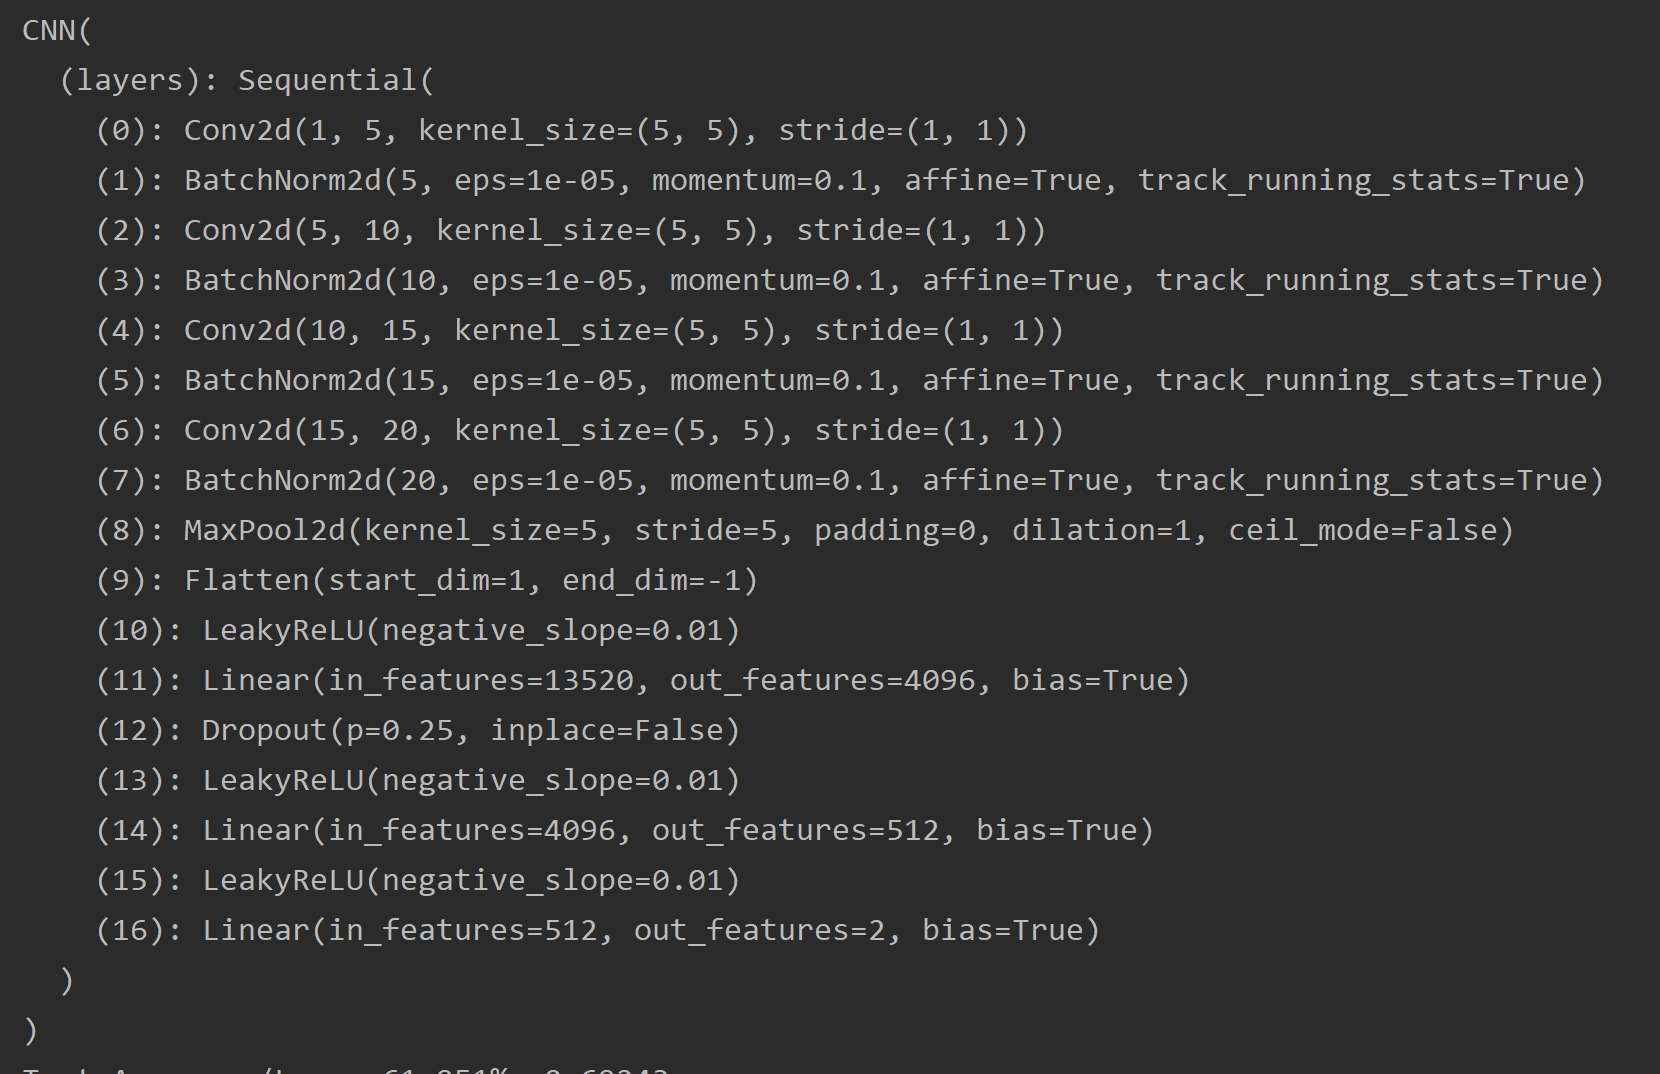 CNN(
(layers): Sequential(
(0): Conv2d(1, 5, kernel_size=(5, 5), stride=(1, 1))
(1): BatchNorm2d(5, eps=1e-05, momentum=0.1, affine=True, track_running_stats=True)
(2): Conv2d(5, 10, kernel_size=(5, 5), stride=(1, 1))
(3): BatchNorm2d(10, eps=1e-05, momentum=0.1, affine=True, track_running_stats=True)
(4): Conv2d(10, 15, kernel_size=(5, 5), stride=(1, 1))
(5): BatchNorm2d(15, eps=1e-05, momentum=0.1, affine=True, track_running_stats=True)
(6): Conv2d(15, 20, kernel_size=(5, 5), stride=(1, 1))
(7): BatchNorm2d(20, eps=1e-05, momentum=0.1, affine=True, track_running_stats=True)
(8): MaxPool2d(kernel_size=5, stride=5, padding=0, dilation=1, ceil_mode=False)
(9): Flatten(start_dim=1, end_dim=-1)
(10): LeakyReLU(negative_slope=0.01)
(11): Linear(in_features=13520, out_features=4096, bias=True)
(12): Dropout(p=0.25, inplace=False)
(13): LeakyReLU(negative_slope=0.01)
(14): Linear(in_features=4096, out_features=512, bias=True)
(15): LeakyReLU(negative_slope=0.01)
(16): Linear(in_features=512, out_features=2, bias=True)
)
)